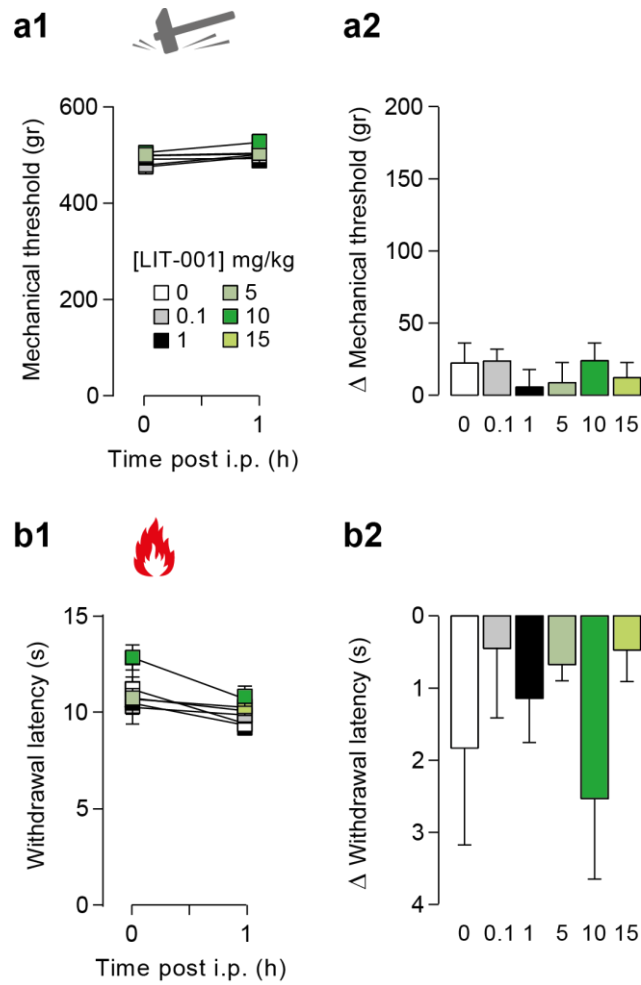 a1
a2
Mechanical threshold (gr)
600
400
200
0
[LIT-001] mg/kg
0 5
0.1 10
1 15
0 1
Time post i.p. (h)
Δ Mechanical threshold (gr)
200
150
100
50
0
0 0.1 1 5 10 15
b1
b2
Withdrawal latency (s)
15
10
5
0
0 1
Time post i.p. (h)
Δ Withdrawal latency (s)
0
1
2
3
4
0 0.1 1 5 10 15